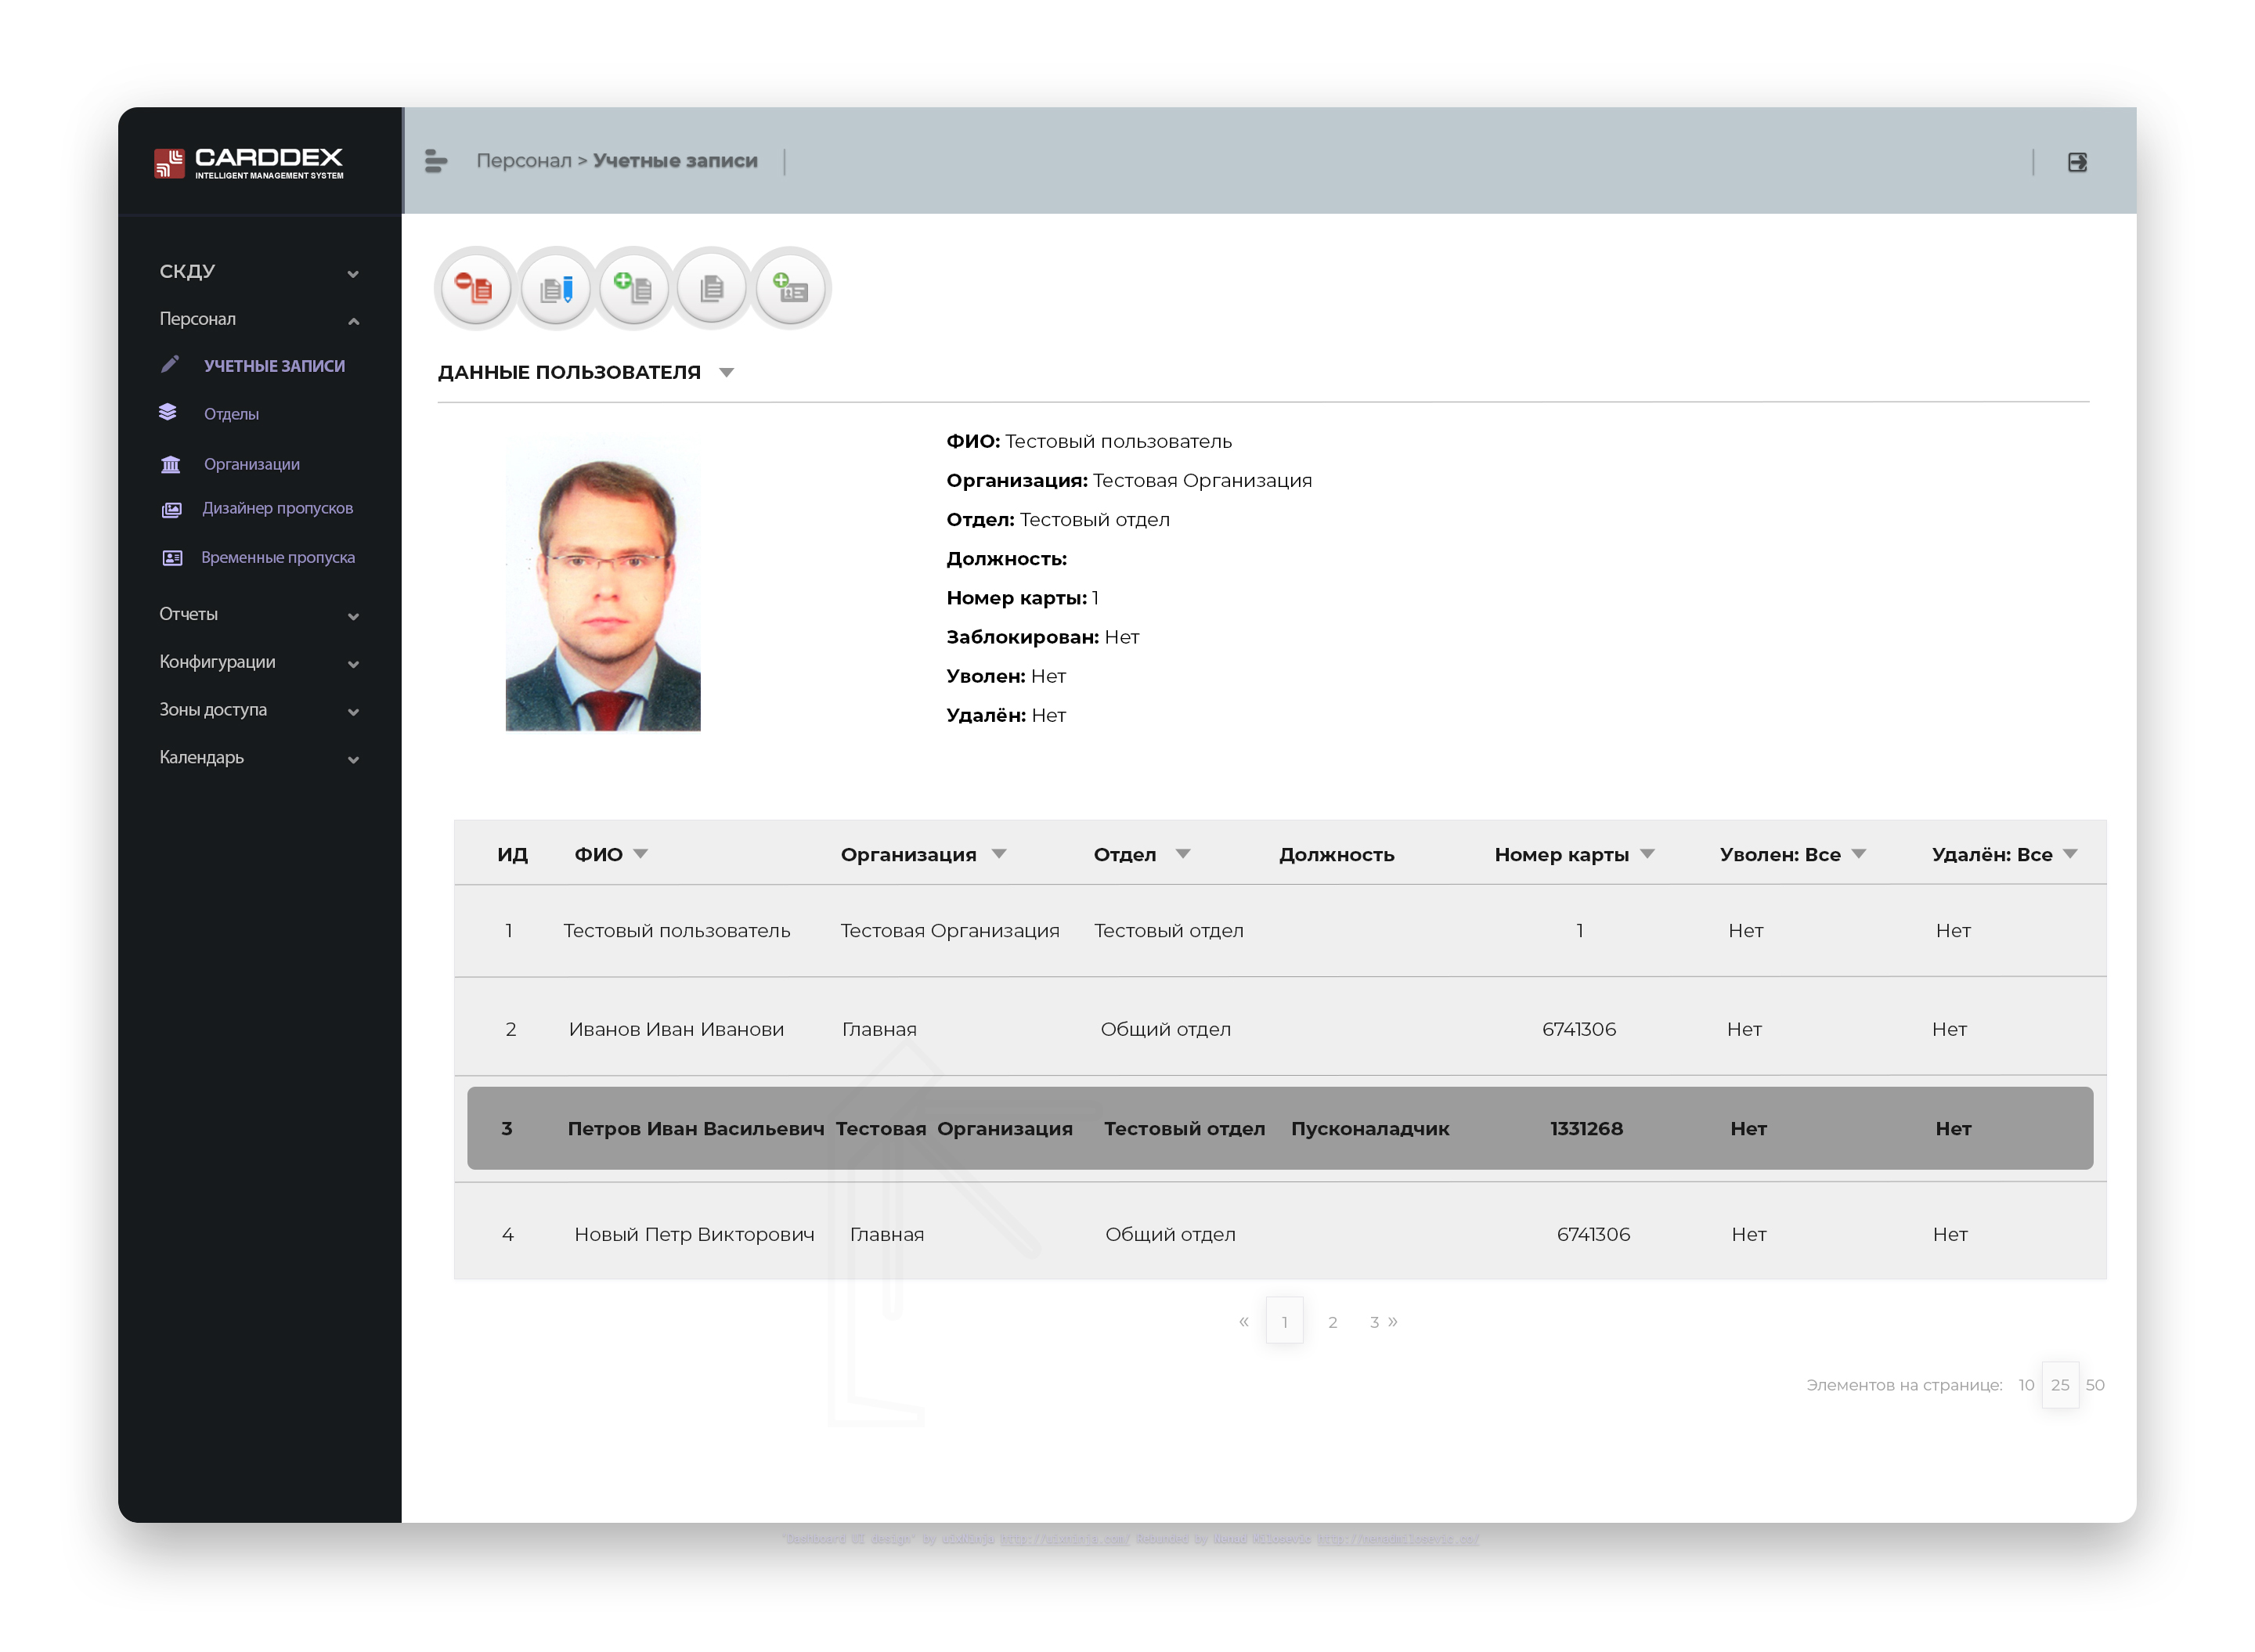 CARDDEX
INTELLIGENT MANAGEMENT SYSTEM
Персонал > Учетные записи
СКДУ
Персонал
УЧЕТНЫЕ ЗАПИСИ
Отделы
Организации
Дизайнер пропусков
Временные пропуска
Отчеты
Конфигурации
Зоны доступа
Календарь
ДАННЫЕ ПОЛЬЗОВАТЕЛЯ
ФИО: Тестовый пользователь
Организация: Тестовая Организация
Отдел: Тестовый отдел
Должность:
Номер карты: 1
Заблокирован: Нет
Уволен: Нет
Удалён: Нет
ИД ФИО Организация Отдел Должность Номер карты Уволен: Все Удалён: Все
1 Тестовый пользователь Тестовая Организация Тестовый отдел 1 Нет Нет
2 Иванов Иван Иванови Главная Общий отдел 6741306 Нет Нет
3 Петров Иван Васильевич Тестовая Организация Тестовый отдел Пусконаладчик 1331268 Нет Нет
4 Новый Петр Викторович Главная Общий отдел 6741306 Нет Нет
« 1 2 3 »
Элементов на странице: 10 25 50
"Dashboard UI design" by